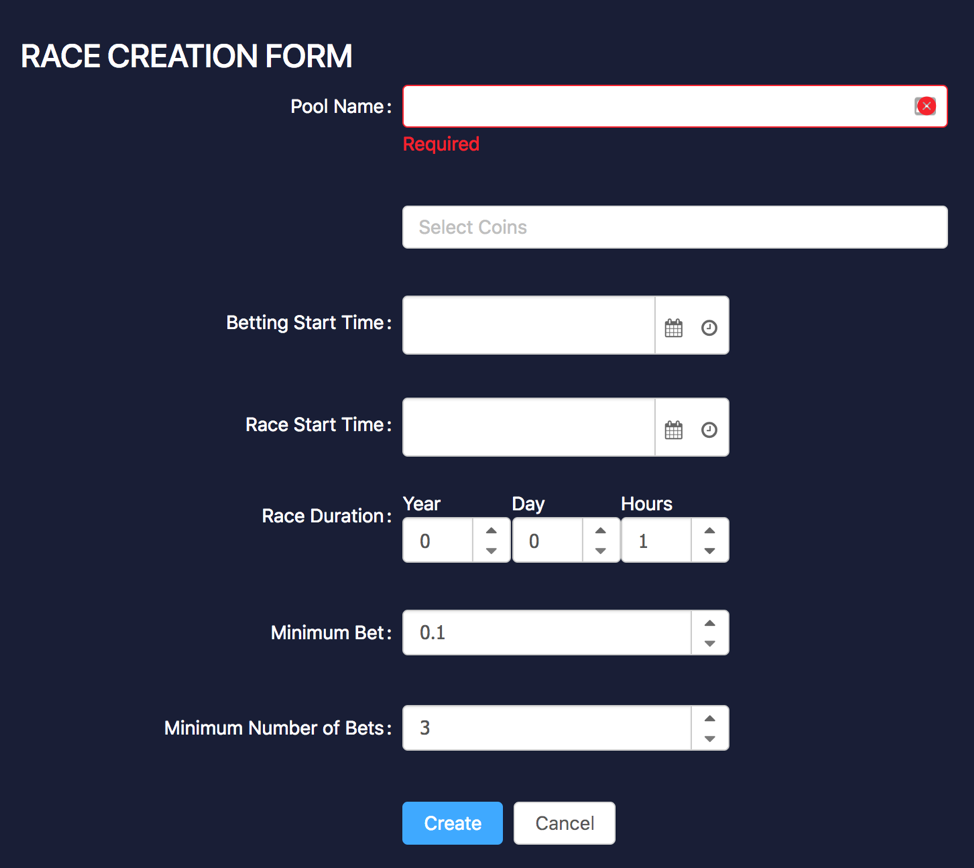 RACE CREATION FORM
Pool Name:
Required
Select Coins
Betting Start Time:
Race Start Time:
Year Day Hours
Race Duration:
0 0 1
Minimum Bet: 0.1
Minimum Number of Bets: 3
Create Cancel